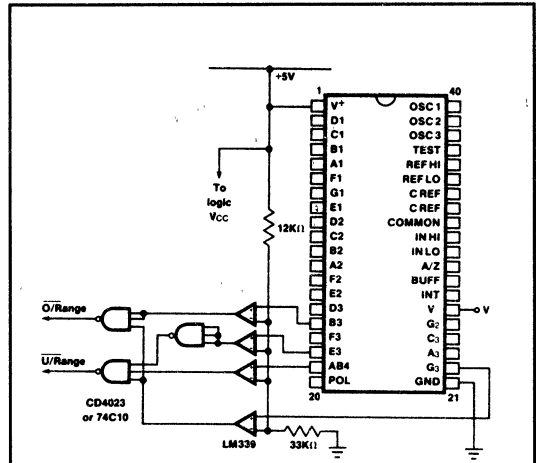 +5V
1
40
V+
OSC 1
D1
OSC 2
C1
OSC 3
B1
TEST
A1
REF HI
F1
REF LO
G1
C REF
E1
C REF
D2
COMMON
C2
IN HI
B2
IN LO
A2
A/Z
F2
BUFF
E2
INT
D3
V
V
B3
G2
F3
C3
E3
A3
AB4
G3
POL
GND
20
21
To
logic
VCC
12KΩ
O/Range
U/Range
CD4023
or 74C10
LM339
33KΩ